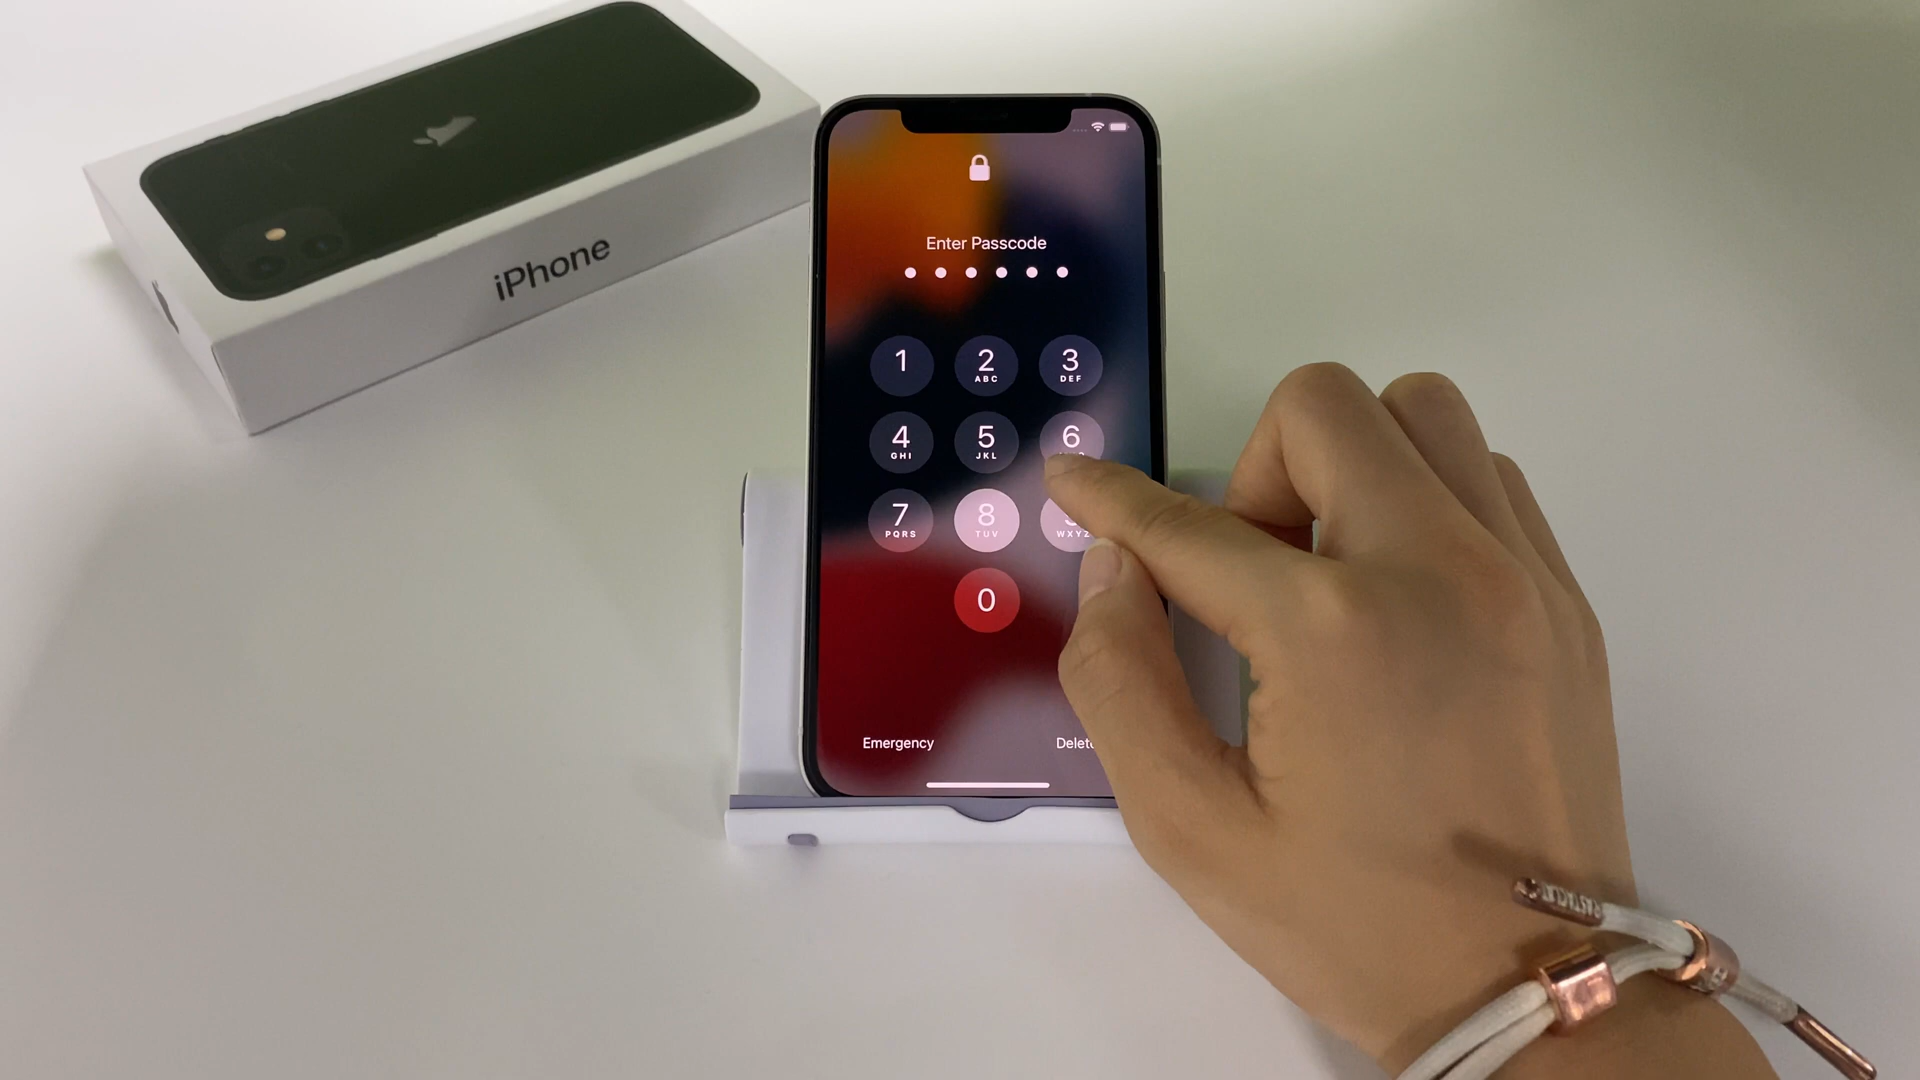 iPhone
Enter Passcode
1
2
ABC
3
DEF
4
GHI
5
JKL
6
7
PQRS
8
TUV
WXYZ
0
Emergency
Delete